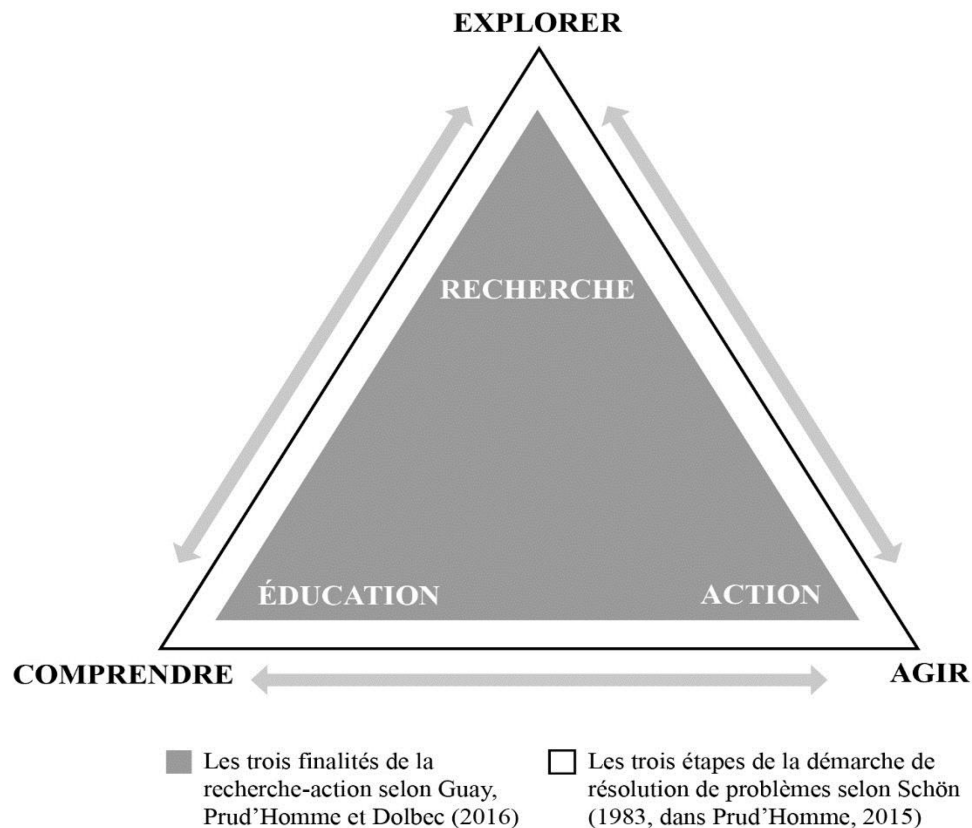 EXPLORER
RECHERCHE
ÉDUCATION
ACTION
COMPRENDRE
AGIR
Les trois finalités de la
recherche-action selon Guay,
Prud’Homme et Dolbec (2016)
Les trois étapes de la démarche de
résolution de problèmes selon Schön
(1983, dans Prud’Homme, 2015)